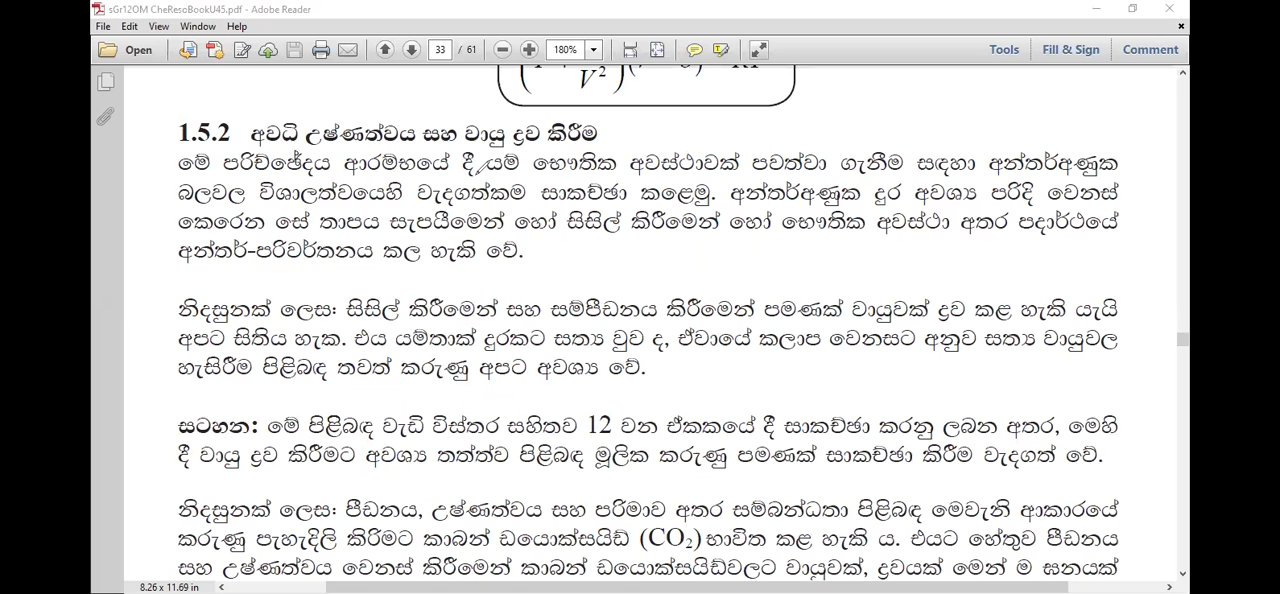 sGr12OM CheResoBookU45.pdf - Adobe Reader
File Edit View Window Help
Open 33 / 61 180% Tools Fill & Sign Comment
V²
1.5.2 අවධි උෂ්ණත්වය සහ වායු ද්‍රව කිරීම
මේ පරිච්ඡේදය ආරම්භයේ දී යම් භෞතික අවස්ථාවක් පවත්වා ගැනීම සඳහා අන්තර්අණුක
බලවල විශාලත්වයෙහි වැදගත්කම සාකච්ඡා කළෙමු. අන්තර්අණුක දුර අවශ්‍ය පරිදි වෙනස්
කෙරෙන සේ තාපය සැපයීමෙන් හෝ සිසිල් කිරීමෙන් හෝ භෞතික අවස්ථා අතර පදාර්ථයේ
අන්තර්-පරිවර්තනය කල හැකි වේ.
නිදසුනක් ලෙස: සිසිල් කිරීමෙන් සහ සම්පීඩනය කිරීමෙන් පමණක් වායුවක් ද්‍රව කළ හැකි යැයි
අපට සිතිය හැක. එය යම්තාක් දුරකට සත්‍ය වුව ද, ඒවායේ කලාප වෙනසට අනුව සත්‍ය වායුවල
හැසිරීම පිළිබඳ තවත් කරුණු අපට අවශ්‍ය වේ.
සටහන: මේ පිළිබඳ වැඩි විස්තර සහිතව 12 වන ඒකකයේ දී සාකච්ඡා කරනු ලබන අතර, මෙහි
දී වායු ද්‍රව කිරීමට අවශ්‍ය තත්ත්ව පිළිබඳ මූලික කරුණු පමණක් සාකච්ඡා කිරීම වැදගත් වේ.
නිදසුනක් ලෙස: පීඩනය, උෂ්ණත්වය සහ පරිමාව අතර සම්බන්ධතා පිළිබඳ මෙවැනි ආකාරයේ
කරුණු පැහැදිලි කිරිමට කාබන් ඩයොක්සයිඩ් (CO₂) භාවිත කළ හැකි ය. එයට හේතුව පීඩනය
සහ උෂ්ණත්වය වෙනස් කිරීමෙන් කාබන් ඩයොක්සයිඩ්වලට වායුවක්, ද්‍රවයක් මෙන් ම ඝනයක්
8.26 x 11.69 in